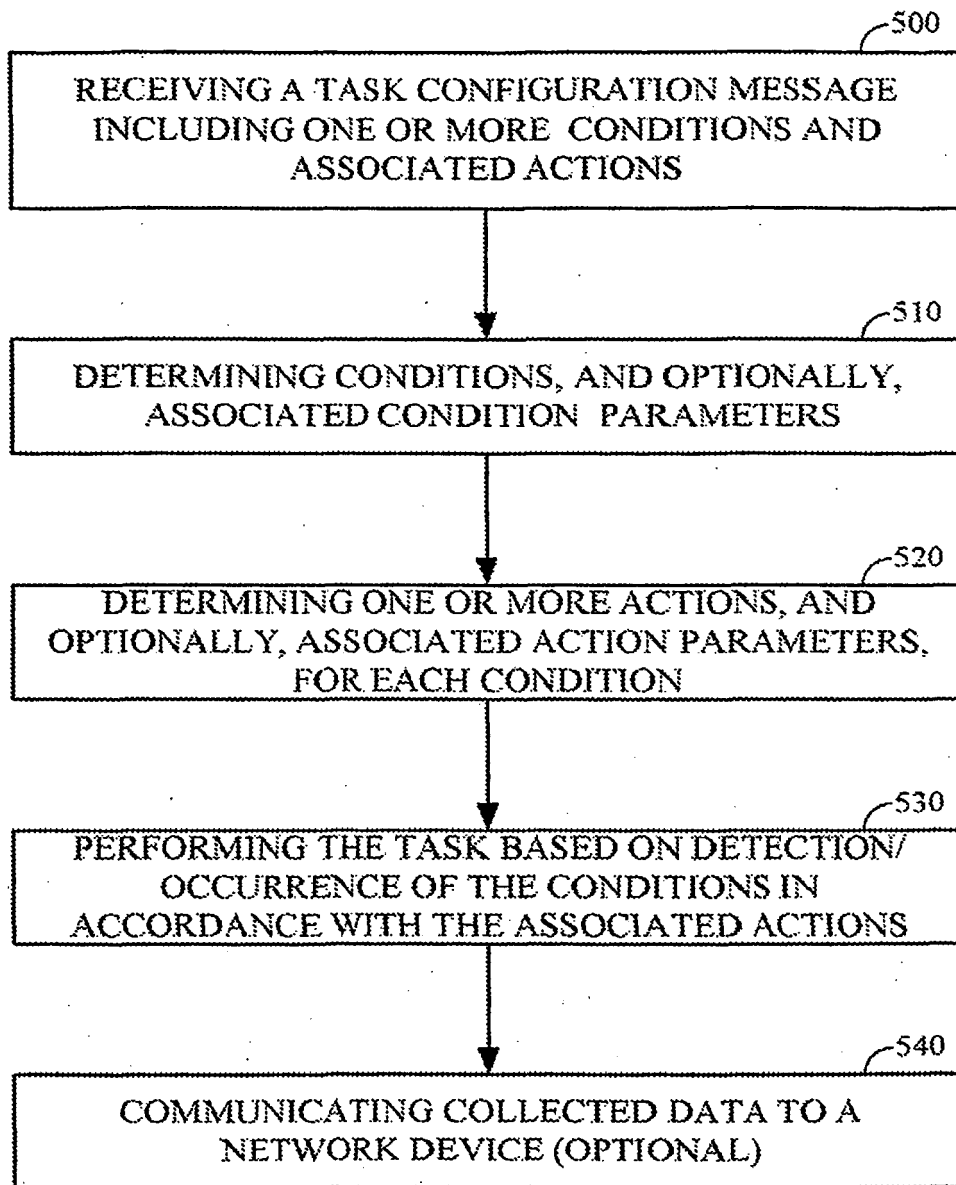 500
RECEIVING A TASK CONFIGURATION MESSAGE
INCLUDING ONE OR MORE CONDITIONS AND
ASSOCIATED ACTIONS
510
DETERMINING CONDITIONS, AND OPTIONALLY,
ASSOCIATED CONDITION PARAMETERS
520
DETERMINING ONE OR MORE ACTIONS, AND
OPTIONALLY, ASSOCIATED ACTION PARAMETERS,
FOR EACH CONDITION
530
PERFORMING THE TASK BASED ON DETECTION/
OCCURRENCE OF THE CONDITIONS IN
ACCORDANCE WITH THE ASSOCIATED ACTIONS
540
COMMUNICATING COLLECTED DATA TO A
NETWORK DEVICE (OPTIONAL)